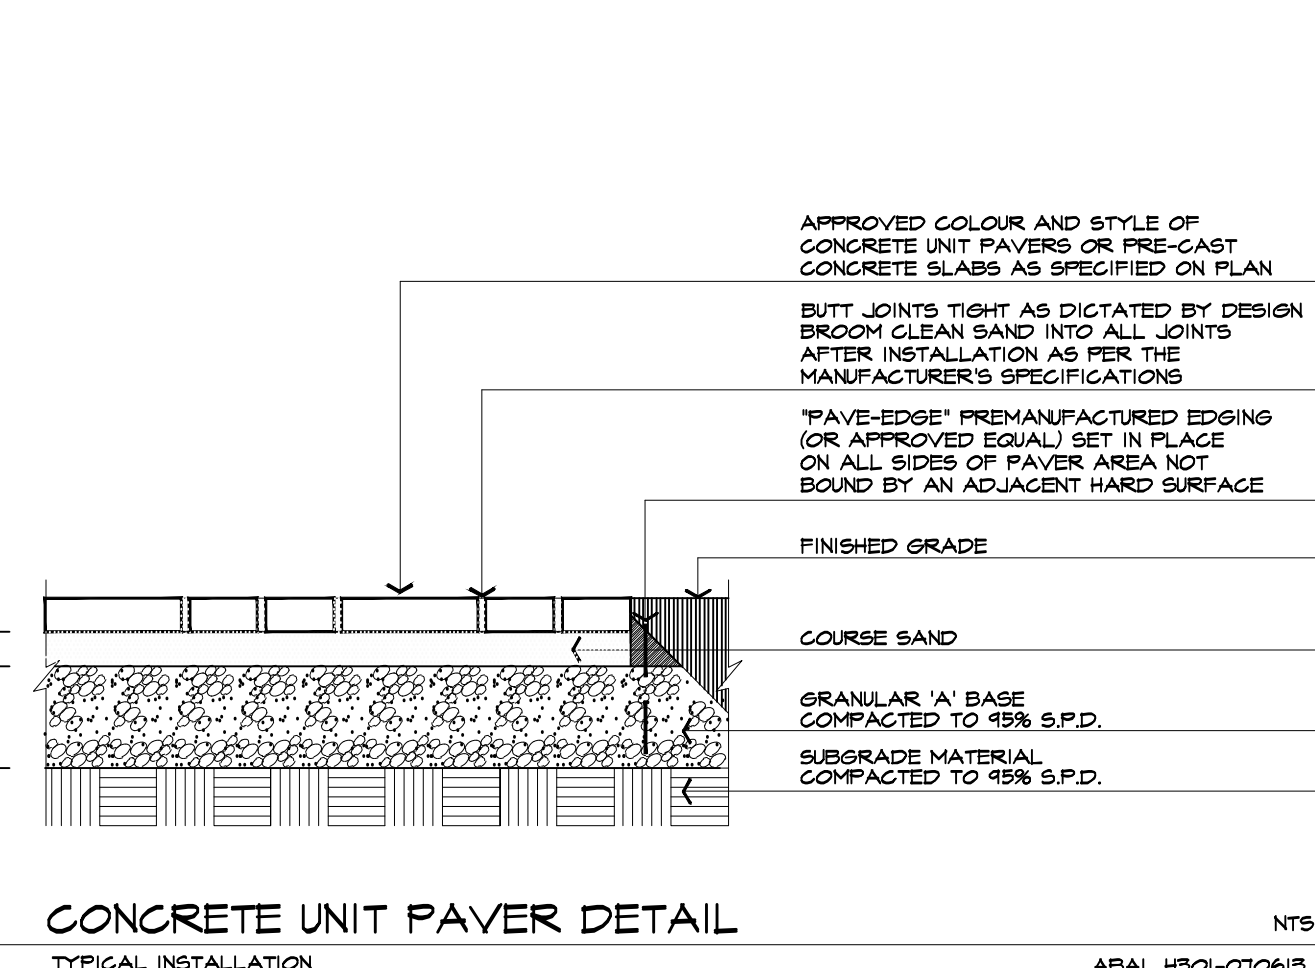 APPROVED COLOUR AND STYLE OF
CONCRETE UNIT PAVERS OR PRE-CAST
CONCRETE SLABS AS SPECIFIED ON PLAN
BUTT JOINTS TIGHT AS DICTATED BY DESIGN
BROOM CLEAN SAND INTO ALL JOINTS
AFTER INSTALLATION AS PER THE
MANUFACTURER'S SPECIFICATIONS
"PAVE-EDGE" PREMANUFACTURED EDGING
(OR APPROVED EQUAL) SET IN PLACE
ON ALL SIDES OF PAVER AREA NOT
BOUND BY AN ADJACENT HARD SURFACE
FINISHED GRADE
COURSE SAND
GRANULAR 'A' BASE
COMPACTED TO 95% S.P.D.
SUBGRADE MATERIAL
COMPACTED TO 95% S.P.D.
CONCRETE UNIT PAVER DETAIL
NTS
TYPICAL INSTALLATION
ABAL H301-070613